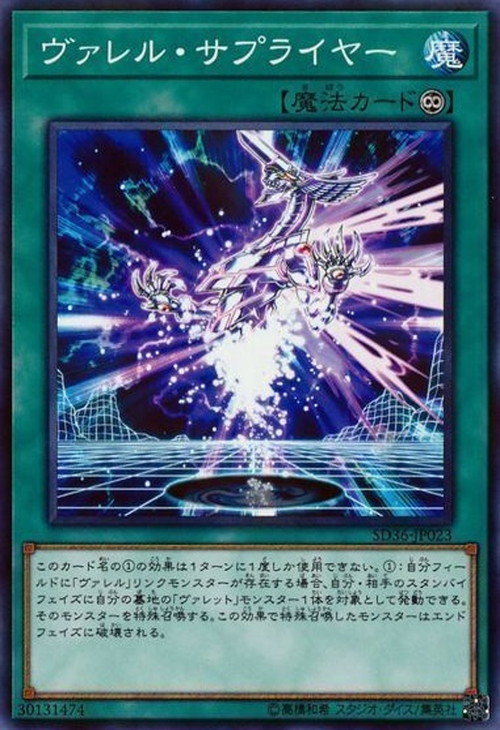 ヴァレル・サプライヤー
魔
【魔法カード】
SD36-JP023
このカード名の①の効果は1ターンに1度しか使用できない。①:自分フィ
ールドに「ヴァレル」リンクモンスターが存在する場合、自分・相手のスタンバイ
フェイズに自分の墓地の「ヴァレット」モンスター1体を対象として発動できる。
そのモンスターを特殊召喚する。この効果で特殊召喚したモンスターはエンド
フェイズに破壊される。
30131474
©高橋和希 スタジオ・ダイス/集英社